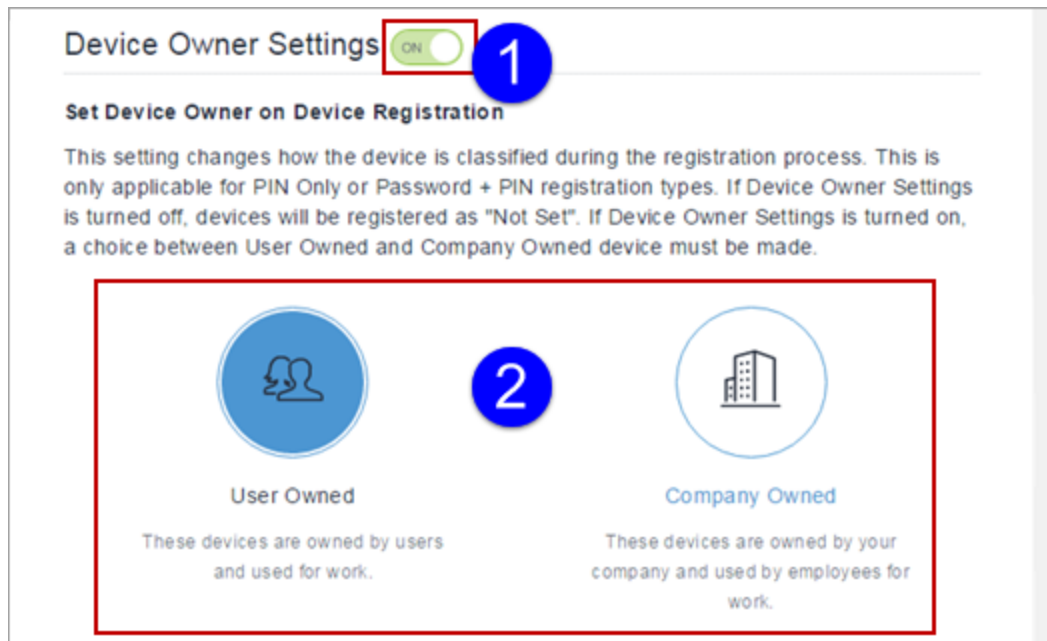 Device Owner Settings ON
1
Set Device Owner on Device Registration
This setting changes how the device is classified during the registration process. This is
only applicable for PIN Only or Password + PIN registration types. If Device Owner Settings
is turned off, devices will be registered as "Not Set". If Device Owner Settings is turned on,
a choice between User Owned and Company Owned device must be made.
2
User Owned
These devices are owned by users
and used for work.
Company Owned
These devices are owned by your
company and used by employees for
work.